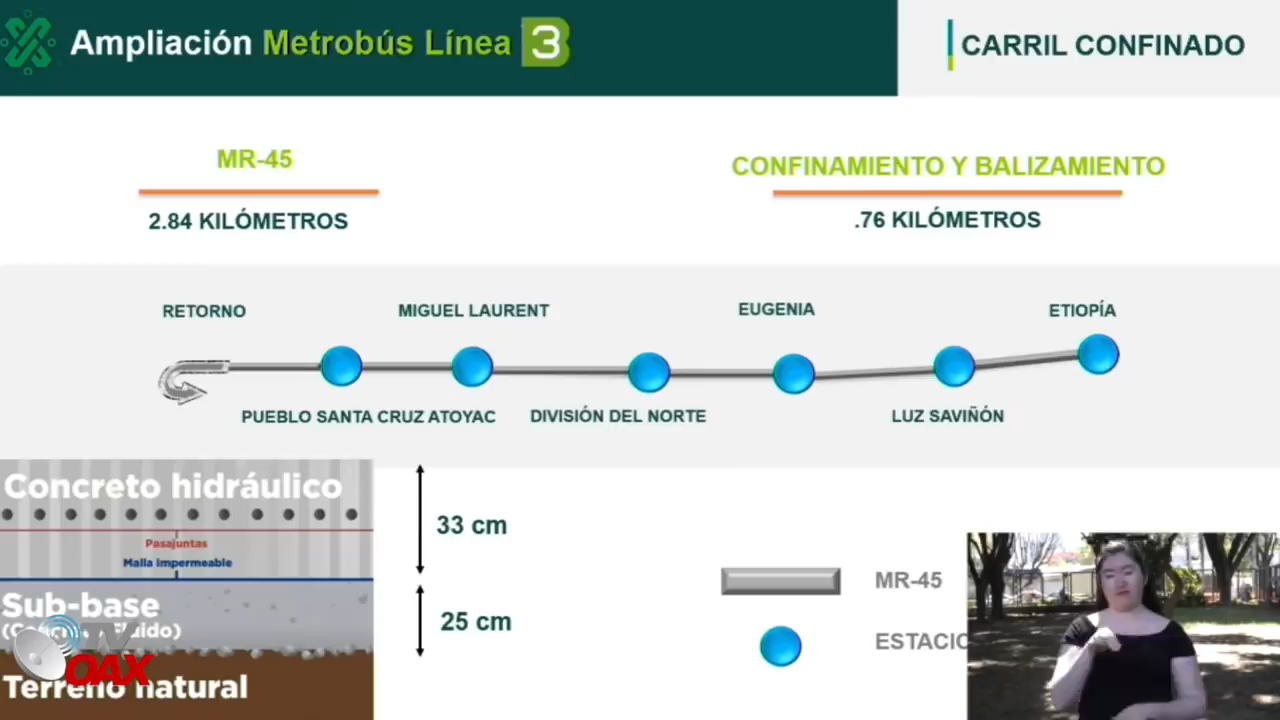 Ampliación Metrobús Línea 3
CARRIL CONFINADO
MR-45
2.84 KILÓMETROS
CONFINAMIENTO Y BALIZAMIENTO
.76 KILÓMETROS
RETORNO
MIGUEL LAURENT
EUGENIA
ETIOPÍA
PUEBLO SANTA CRUZ ATOYAC
DIVISIÓN DEL NORTE
LUZ SAVIÑÓN
Concreto hidráulico
Pasajuntas
Malla impermeable
33 cm
Sub-base
25 cm
TV
OAX
Terreno natural
MR-45